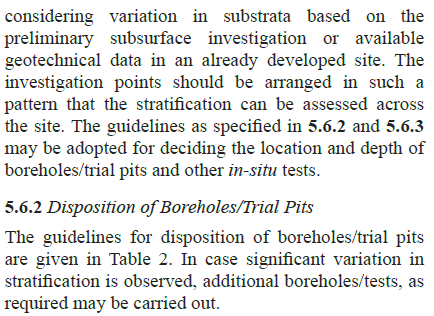 considering variation in substrata based on the
preliminary subsurface investigation or available
geotechnical data in an already developed site. The
investigation points should be arranged in such a
pattern that the stratification can be assessed across
the site. The guidelines as specified in 5.6.2 and 5.6.3
may be adopted for deciding the location and depth of
boreholes/trial pits and other in-situ tests.
5.6.2 Disposition of Boreholes/Trial Pits
The guidelines for disposition of boreholes/trial pits
are given in Table 2. In case significant variation in
stratification is observed, additional boreholes/tests, as
required may be carried out.